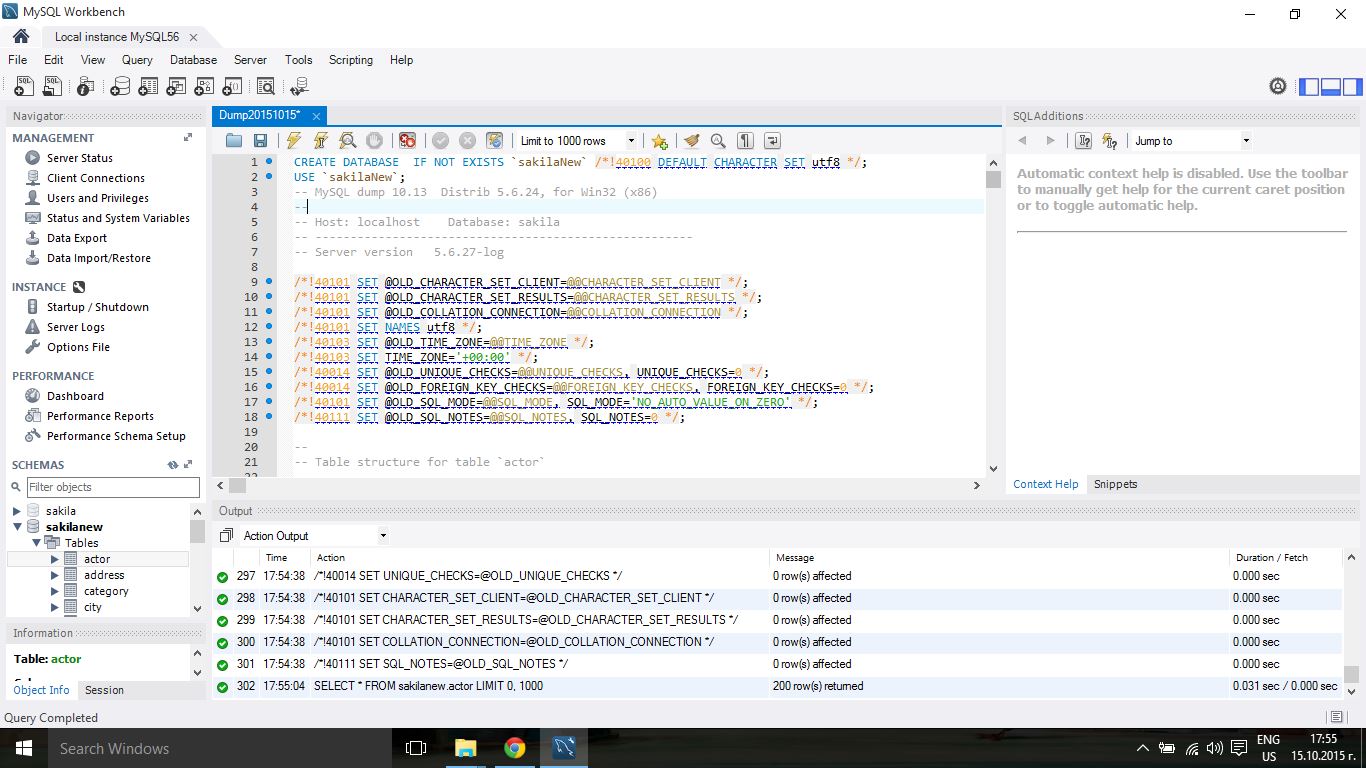 MySQL Workbench
Local instance MySQL56
File Edit View Query Database Server Tools Scripting Help
Navigator
MANAGEMENT
Server Status
Client Connections
Users and Privileges
Status and System Variables
Data Export
Data Import/Restore
INSTANCE
Startup / Shutdown
Server Logs
Options File
PERFORMANCE
Dashboard
Performance Reports
Performance Schema Setup
SCHEMAS
Filter objects
sakila
sakilanew
Tables
actor
address
category
city
Information
Table: actor
Object Info Session
Query Completed
Dump20151015*
Limit to 1000 rows
1 CREATE DATABASE  IF NOT EXISTS `sakilaNew` /*!40100 DEFAULT CHARACTER SET utf8 */;
2 USE `sakilaNew`;
3 -- MySQL dump 10.13  Distrib 5.6.24, for Win32 (x86)
4 --
5 -- Host: localhost    Database: sakila
6 -- ------------------------------------------------------
7 -- Server version   5.6.27-log
8
9 /*!40101 SET @OLD_CHARACTER_SET_CLIENT=@@CHARACTER_SET_CLIENT */;
10 /*!40101 SET @OLD_CHARACTER_SET_RESULTS=@@CHARACTER_SET_RESULTS */;
11 /*!40101 SET @OLD_COLLATION_CONNECTION=@@COLLATION_CONNECTION */;
12 /*!40101 SET NAMES utf8 */;
13 /*!40103 SET @OLD_TIME_ZONE=@@TIME_ZONE */;
14 /*!40103 SET TIME_ZONE='+00:00' */;
15 /*!40014 SET @OLD_UNIQUE_CHECKS=@@UNIQUE_CHECKS, UNIQUE_CHECKS=0 */;
16 /*!40014 SET @OLD_FOREIGN_KEY_CHECKS=@@FOREIGN_KEY_CHECKS, FOREIGN_KEY_CHECKS=0 */;
17 /*!40101 SET @OLD_SQL_MODE=@@SQL_MODE, SQL_MODE='NO_AUTO_VALUE_ON_ZERO' */;
18 /*!40111 SET @OLD_SQL_NOTES=@@SQL_NOTES, SQL_NOTES=0 */;
19
20 --
21 -- Table structure for table `actor`
SQL Additions
Jump to
Automatic context help is disabled. Use the toolbar
to manually get help for the current caret position
or to toggle automatic help.
Context Help Snippets
Output
Action Output
Time Action Message Duration / Fetch
297 17:54:38 /*!40014 SET UNIQUE_CHECKS=@OLD_UNIQUE_CHECKS */ 0 row(s) affected 0.000 sec
298 17:54:38 /*!40101 SET CHARACTER_SET_CLIENT=@OLD_CHARACTER_SET_CLIENT */ 0 row(s) affected 0.000 sec
299 17:54:38 /*!40101 SET CHARACTER_SET_RESULTS=@OLD_CHARACTER_SET_RESULTS */ 0 row(s) affected 0.000 sec
300 17:54:38 /*!40101 SET COLLATION_CONNECTION=@OLD_COLLATION_CONNECTION */ 0 row(s) affected 0.000 sec
301 17:54:38 /*!40111 SET SQL_NOTES=@OLD_SQL_NOTES */ 0 row(s) affected 0.000 sec
302 17:55:04 SELECT * FROM sakilanew.actor LIMIT 0, 1000 200 row(s) returned 0.031 sec / 0.000 sec
Search Windows
ENG
US
17:55
15.10.2015 г.